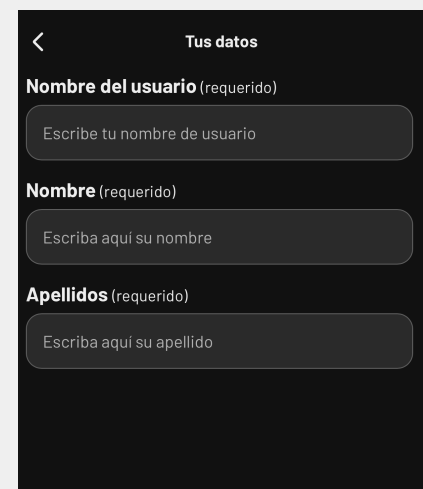 Tus datos
Nombre del usuario (requerido)
Escribe tu nombre de usuario
Nombre (requerido)
Escriba aquí su nombre
Apellidos (requerido)
Escriba aquí su apellido